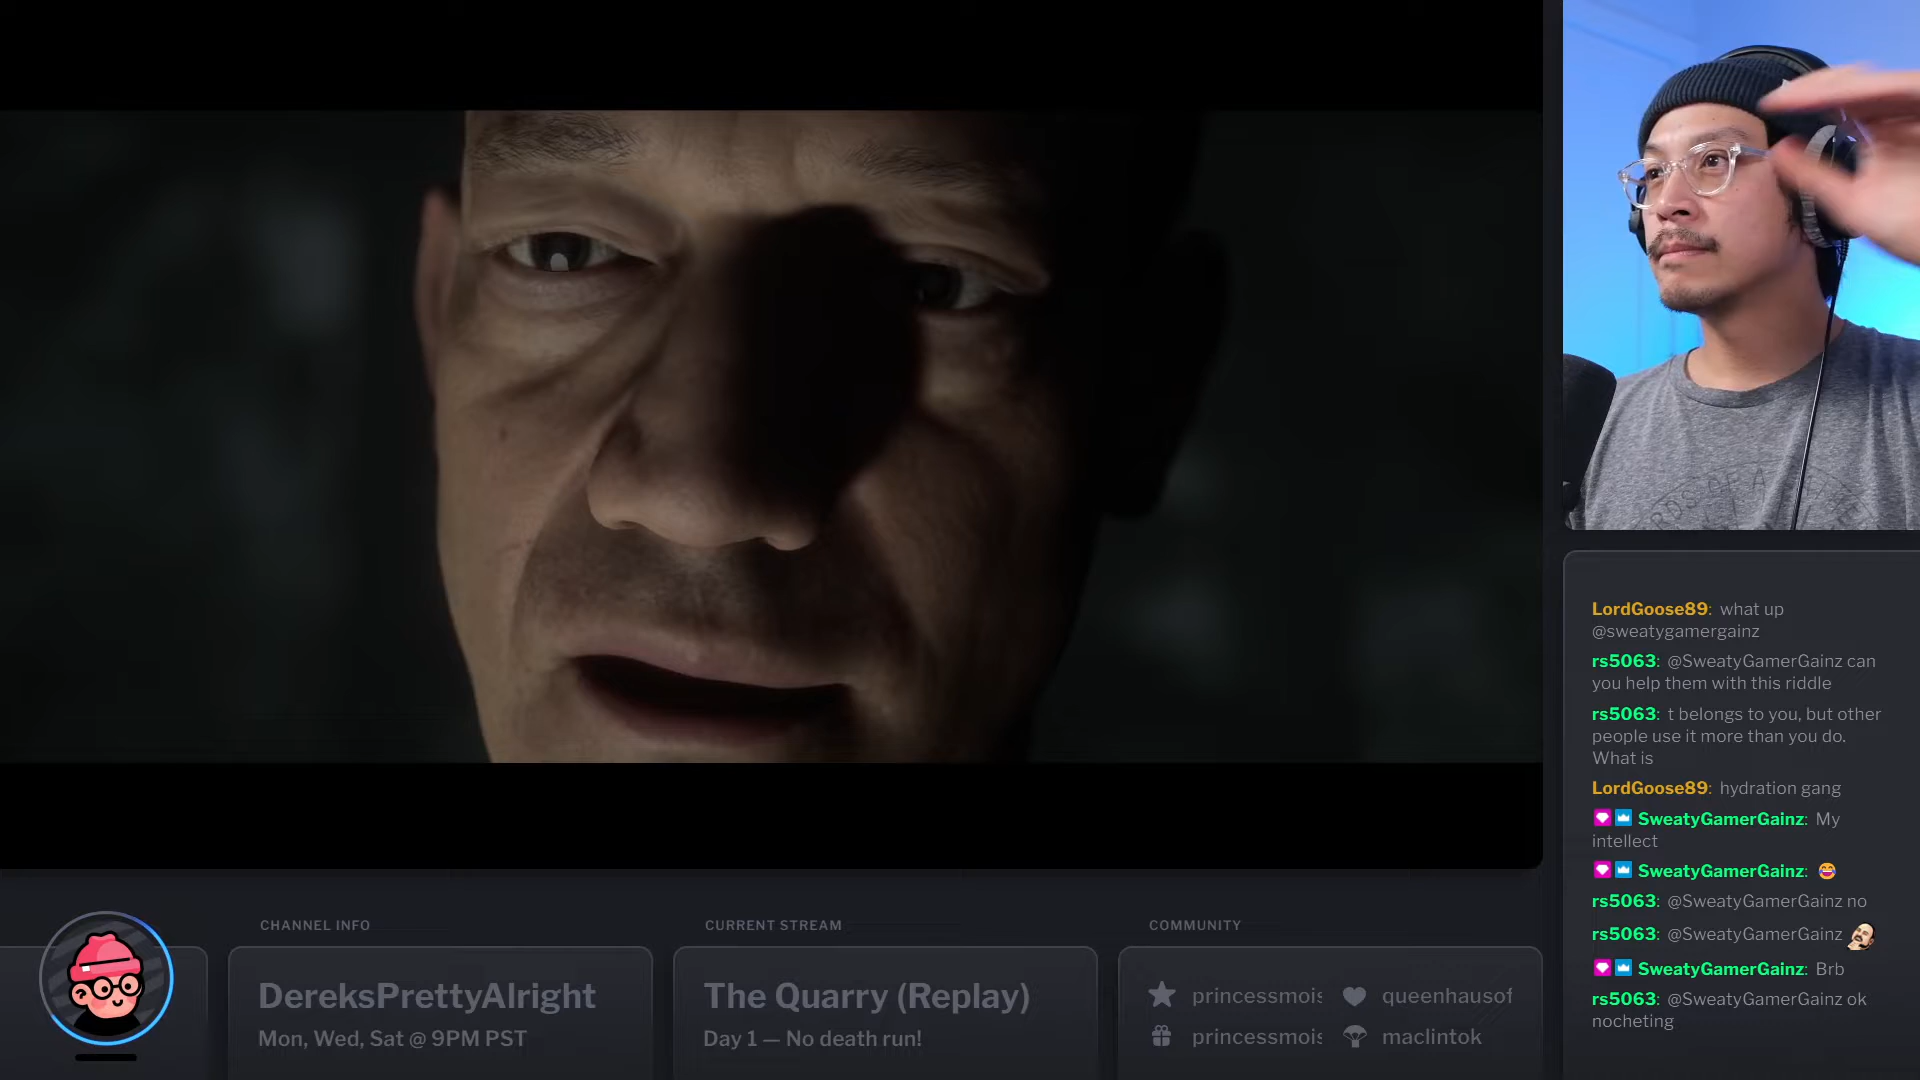 LordGoose89: what up
@sweatygamergainz
rs5063: @SweatyGamerGainz can
you help them with this riddle
rs5063: t belongs to you, but other
people use it more than you do.
What is
LordGoose89: hydration gang
SweatyGamerGainz: My
intellect
SweatyGamerGainz: 😂
rs5063: @SweatyGamerGainz no
rs5063: @SweatyGamerGainz
SweatyGamerGainz: Brb
rs5063: @SweatyGamerGainz ok
nocheting
CHANNEL INFO
DereksPrettyAlright
Mon, Wed, Sat @ 9PM PST
CURRENT STREAM
The Quarry (Replay)
Day 1 — No death run!
COMMUNITY
princessmois queenhausof
princessmois maclintok